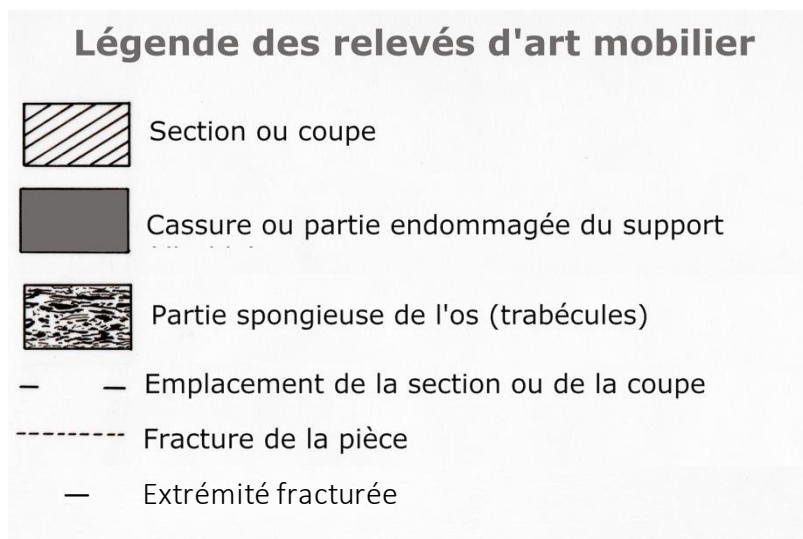 Légende des relevés d'art mobilier
Section ou coupe
Cassure ou partie endommagée du support
Partie spongieuse de l'os (trabécules)
Emplacement de la section ou de la coupe
Fracture de la pièce
Extrémité fracturée